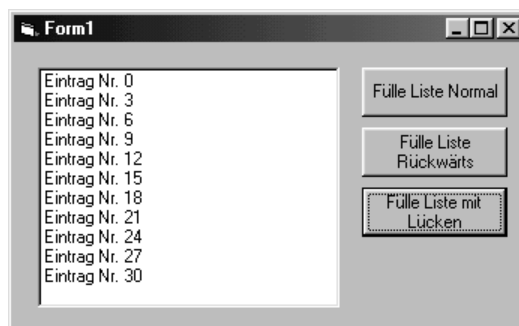 Form1
Eintrag Nr. 0
Eintrag Nr. 3
Eintrag Nr. 6
Eintrag Nr. 9
Eintrag Nr. 12
Eintrag Nr. 15
Eintrag Nr. 18
Eintrag Nr. 21
Eintrag Nr. 24
Eintrag Nr. 27
Eintrag Nr. 30
Fülle Liste Normal
Fülle Liste
Rückwärts
Fülle Liste mit
Lücken